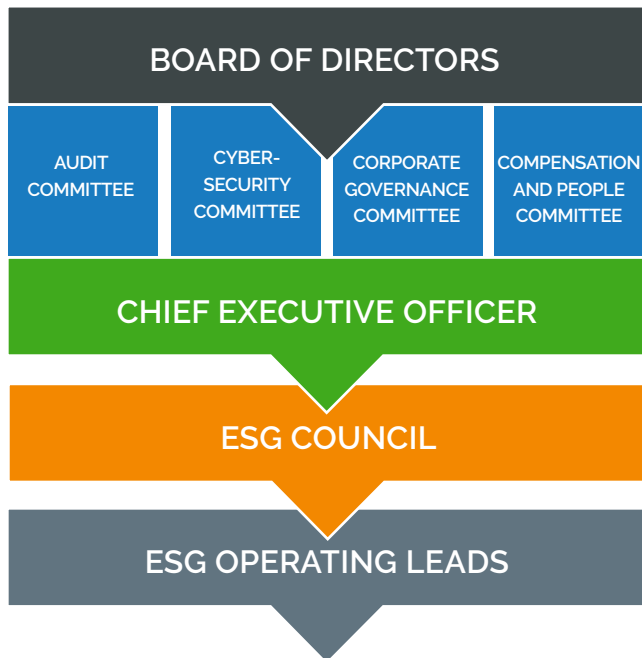 BOARD OF DIRECTORS
AUDIT
COMMITTEE
CYBER-
SECURITY
COMMITTEE
CORPORATE
GOVERNANCE
COMMITTEE
COMPENSATION
AND PEOPLE
COMMITTEE
CHIEF EXECUTIVE OFFICER
ESG COUNCIL
ESG OPERATING LEADS